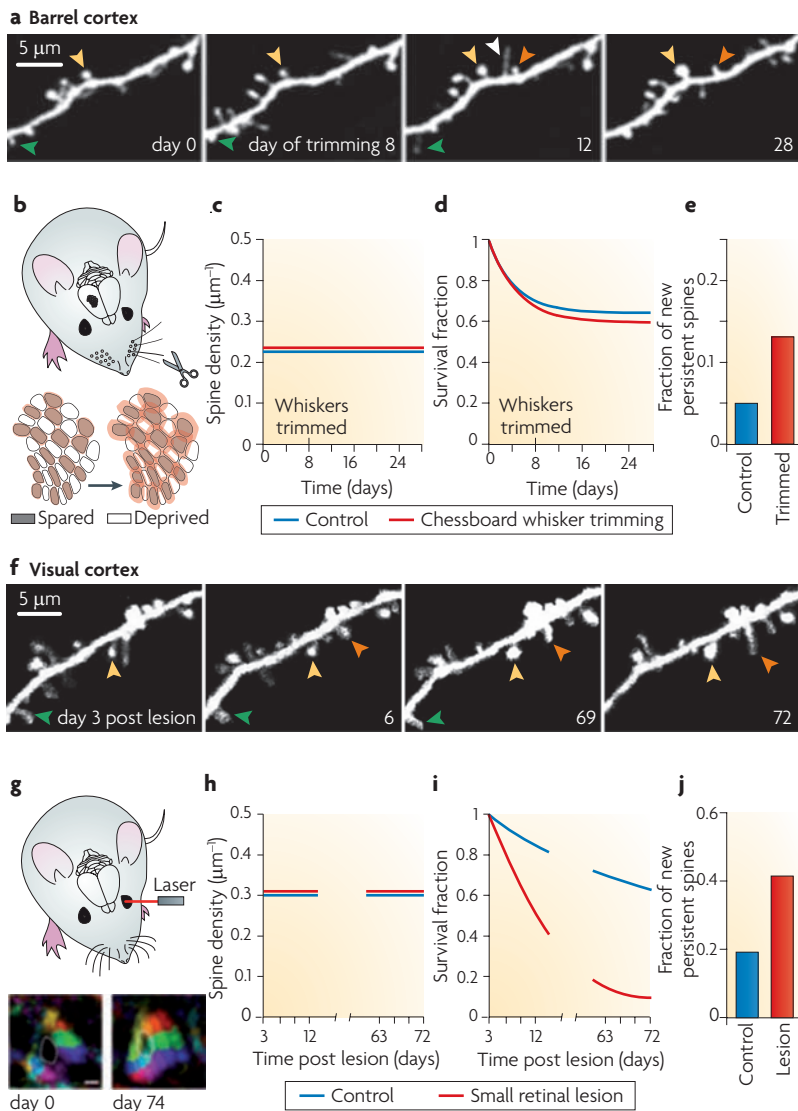 a Barrel cortex
5 μm
day 0
day of trimming 8
12
28
b
Spared
Deprived
c
Spine density (μm⁻¹)
0.5
0.4
0.3
0.2
0.1
0
Whiskers
trimmed
0 8 16 24
Time (days)
d
Survival fraction
1
0.8
0.6
0.4
0.2
0
Whiskers
trimmed
0 8 16 24
Time (days)
e
Fraction of new
persistent spines
0.2
0.1
0
Control
Trimmed
Control
Chessboard whisker trimming
f Visual cortex
5 μm
day 3 post lesion
6
69
72
g
Laser
day 0
day 74
h
Spine density (μm⁻¹)
0.5
0.4
0.3
0.2
0.1
0
3 12 63 72
Time post lesion (days)
i
Survival fraction
1
0.8
0.6
0.4
0.2
0
3 12 63 72
Time post lesion (days)
j
Fraction of new
persistent spines
0.6
0.4
0.2
0
Control
Lesion
Control
Small retinal lesion